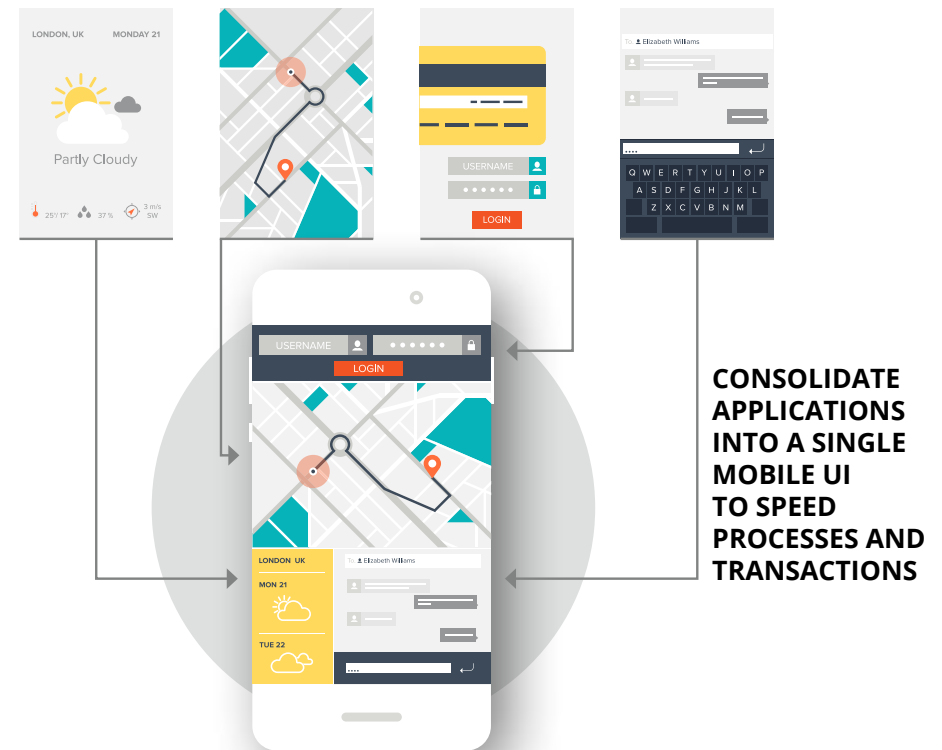 LONDON, UK MONDAY 21
Partly Cloudy
25°/ 17° 37 % 3 m/s
SW
USERNAME
LOGIN
To: Elizabeth Williams
....
Q W E R T Y U I O P
A S D F G H J K L
Z X C V B N M
USERNAME
LOGIN
CONSOLIDATE
APPLICATIONS
INTO A SINGLE
MOBILE UI
TO SPEED
PROCESSES AND
TRANSACTIONS
LONDON UK
MON 21
TUE 22
To: Elizabeth Williams
....